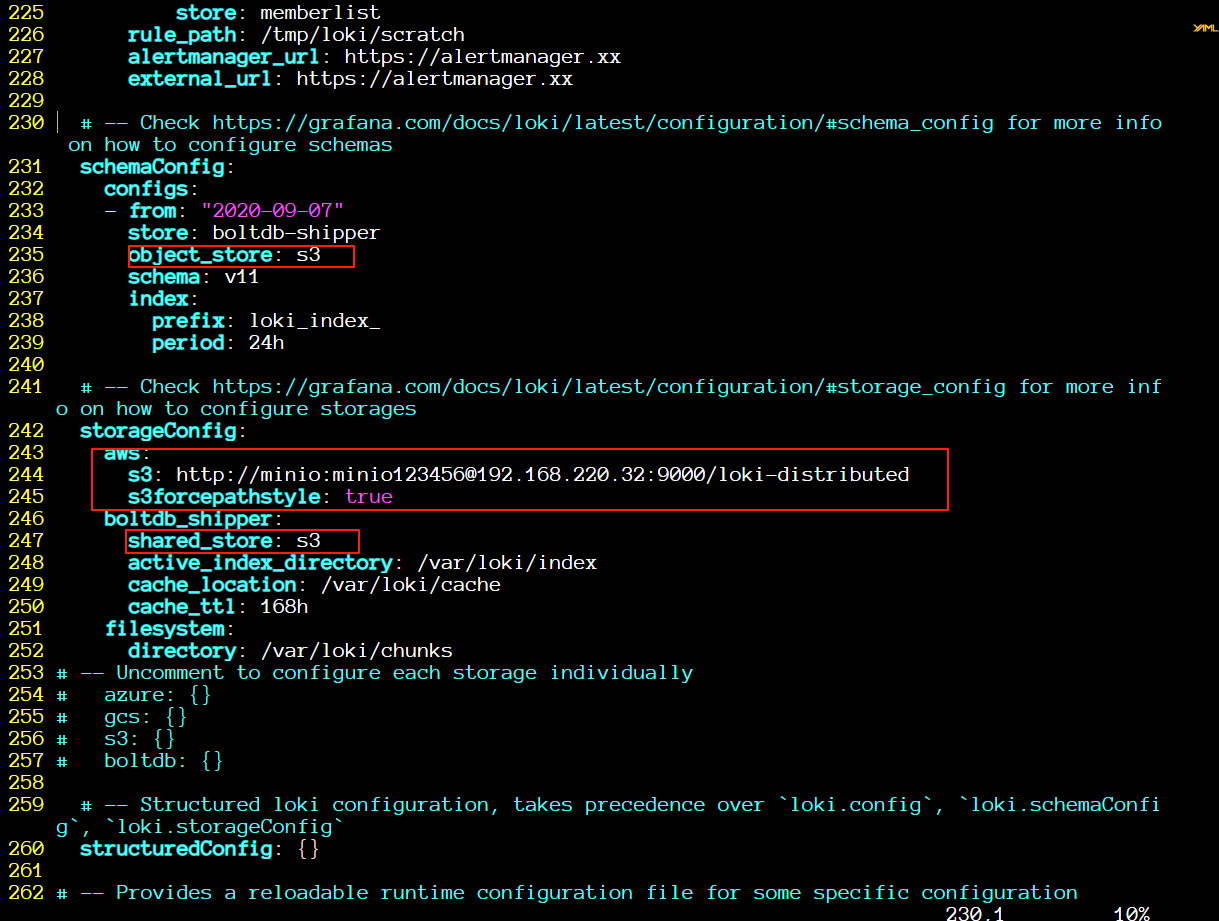 225           store: memberlist
YAML
226       rule_path: /tmp/loki/scratch
227       alertmanager_url: https://alertmanager.xx
228       external_url: https://alertmanager.xx
229
230 |  # -- Check https://grafana.com/docs/loki/latest/configuration/#schema_config for more info
 on how to configure schemas
231   schemaConfig:
232     configs:
233     - from: "2020-09-07"
234       store: boltdb-shipper
235       object_store: s3
236       schema: v11
237       index:
238         prefix: loki_index_
239         period: 24h
240
241   # -- Check https://grafana.com/docs/loki/latest/configuration/#storage_config for more inf
o on how to configure storages
242   storageConfig:
243     aws:
244       s3: http://minio:minio123456@192.168.220.32:9000/loki-distributed
245       s3forcepathstyle: true
246     boltdb_shipper:
247       shared_store: s3
248       active_index_directory: /var/loki/index
249       cache_location: /var/loki/cache
250       cache_ttl: 168h
251     filesystem:
252       directory: /var/loki/chunks
253 # -- Uncomment to configure each storage individually
254 #   azure: {}
255 #   gcs: {}
256 #   s3: {}
257 #   boltdb: {}
258
259   # -- Structured loki configuration, takes precedence over `loki.config`, `loki.schemaConfi
g`, `loki.storageConfig`
260   structuredConfig: {}
261
262 # -- Provides a reloadable runtime configuration file for some specific configuration
230,1          10%